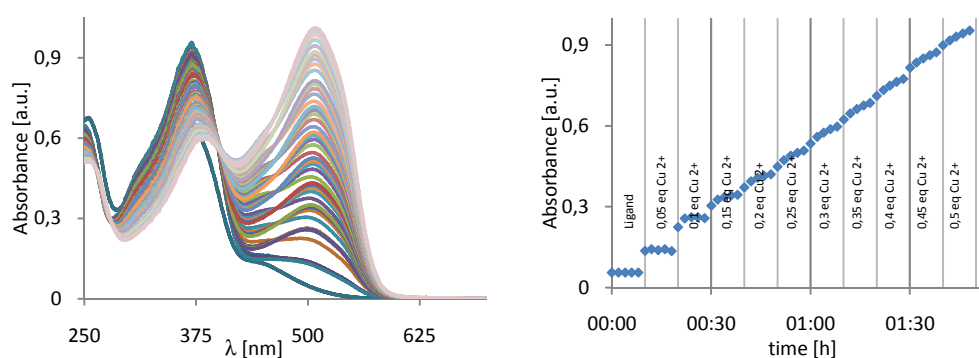 Absorbance [a.u.]
0,9
0,6
0,3
0
250
375
500
625
λ [nm]
Absorbance [a.u.]
0,9
0,6
0,3
0
Ligand
0,05 eq Cu 2+
0,1 eq Cu 2+
0,15 eq Cu 2+
0,2 eq Cu 2+
0,25 eq Cu 2+
0,3 eq Cu 2+
0,35 eq Cu 2+
0,4 eq Cu 2+
0,45 eq Cu 2+
0,5 eq Cu 2+
00:00
00:30
01:00
01:30
time [h]